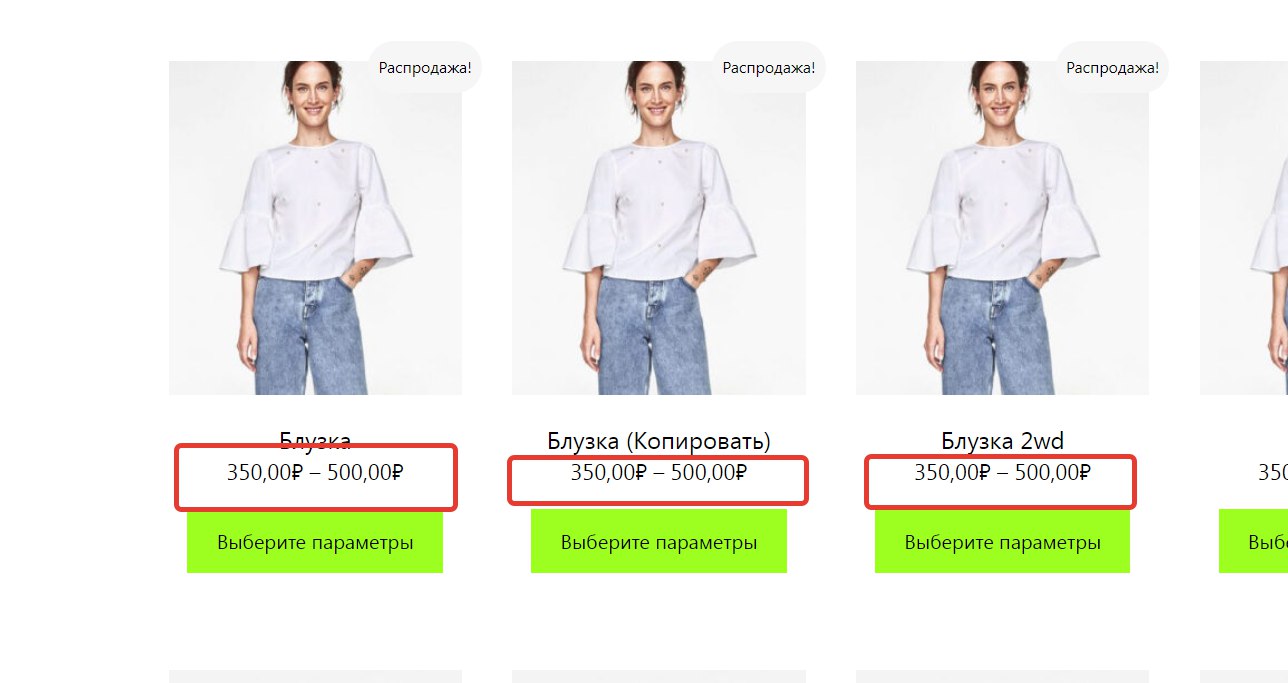 Распродажа! Распродажа! Распродажа!
Блузка Блузка (Копировать) Блузка 2wd
350,00₽ – 500,00₽ 350,00₽ – 500,00₽ 350,00₽ – 500,00₽ 350
Выберите параметры Выберите параметры Выберите параметры Выб